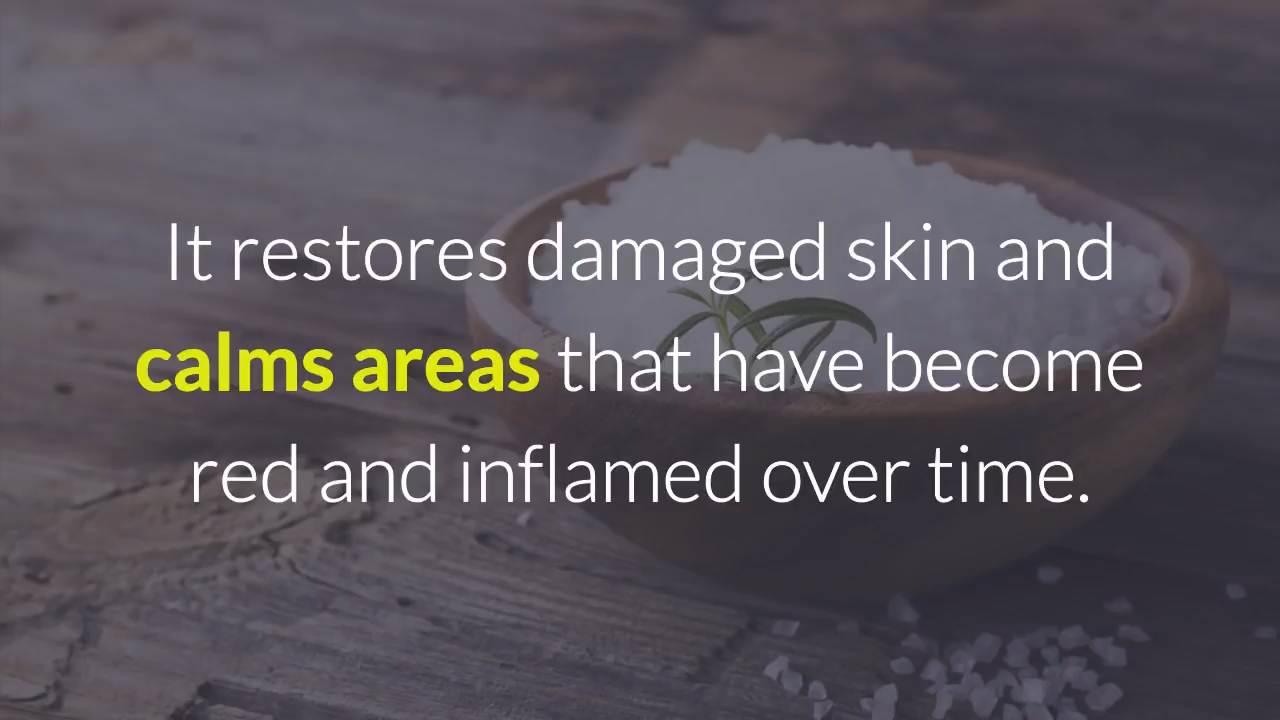 It restores damaged skin and
calms areas that have become
red and inflamed over time.